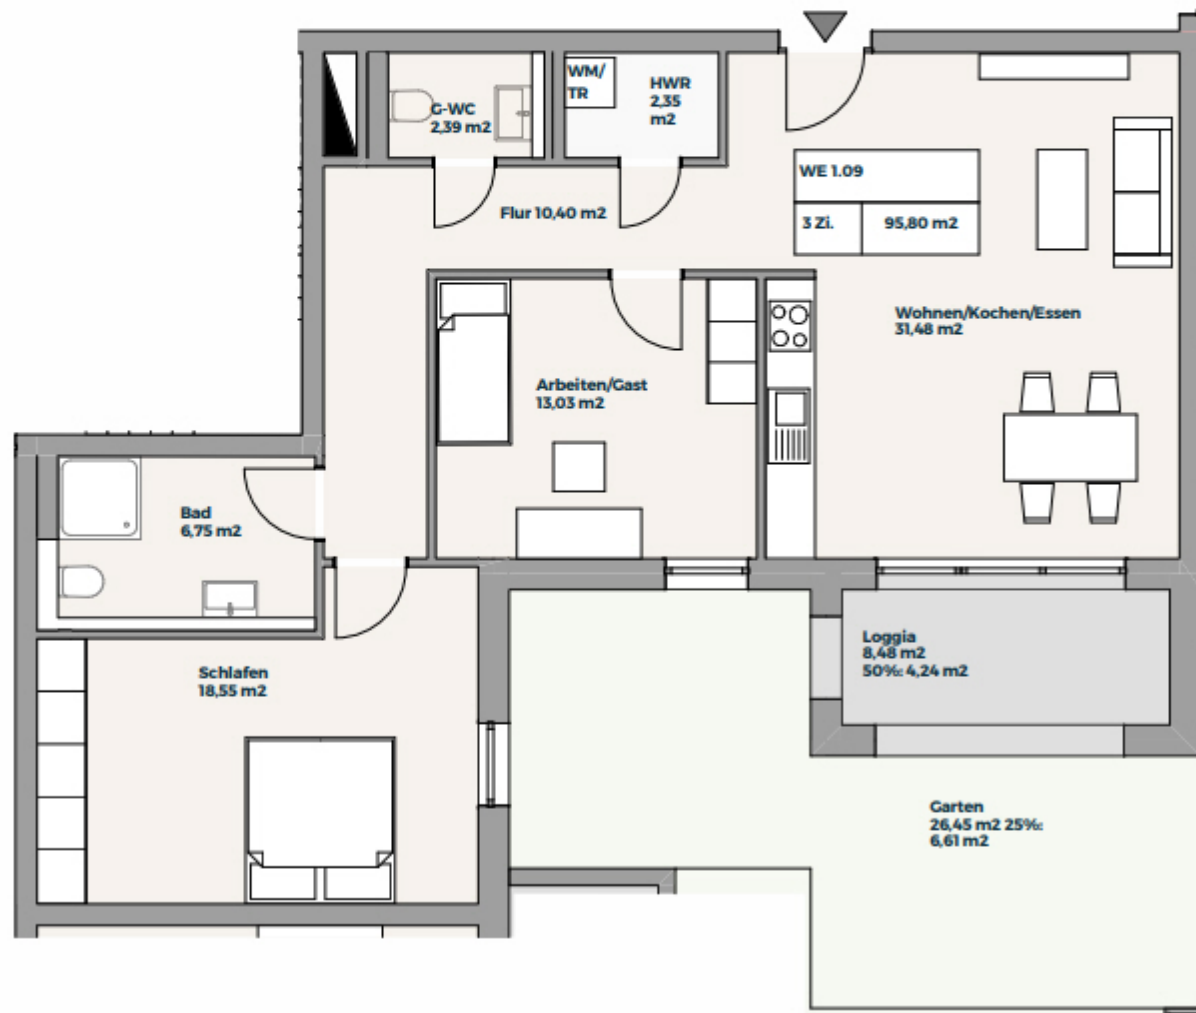 G-WC
2,39 m2
WM/
TR
HWR
2,35
m2
WE 1.09
3 Zi.
95,80 m2
Flur 10,40 m2
Wohnen/Kochen/Essen
31,48 m2
Arbeiten/Gast
13,03 m2
Bad
6,75 m2
Schlafen
18,55 m2
Loggia
8,48 m2
50%: 4,24 m2
Garten
26,45 m2 25%:
6,61 m2